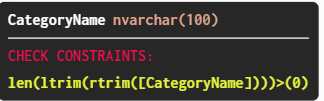 CategoryName nvarchar(100)
CHECK CONSTRAINTS:
len(ltrim(rtrim([CategoryName])))>(0)